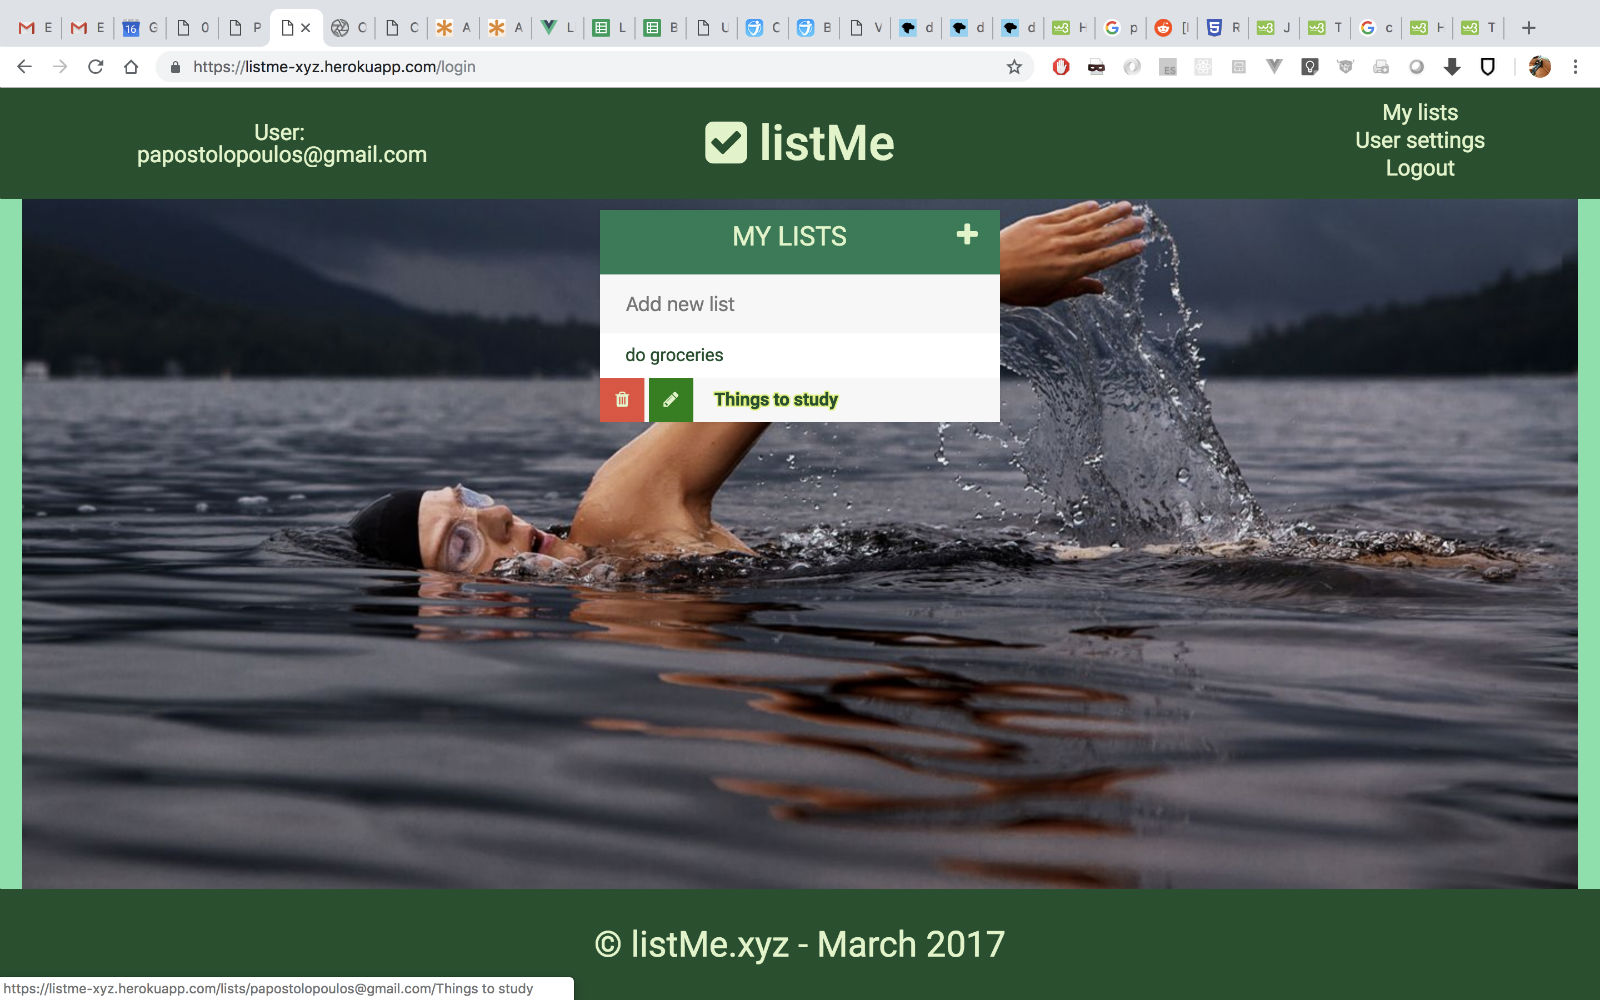 E
E
16
G
0
P
C
C
A
A
L
L
B
U
C
B
V
d
d
d
H
p
[
R
J
T
c
H
T
https://listme-xyz.herokuapp.com/login
ES
User:
papostolopoulos@gmail.com
listMe
My lists
User settings
Logout
MY LISTS
Add new list
do groceries
Things to study
© listMe.xyz - March 2017
https://listme-xyz.herokuapp.com/lists/papostolopoulos@gmail.com/Things to study